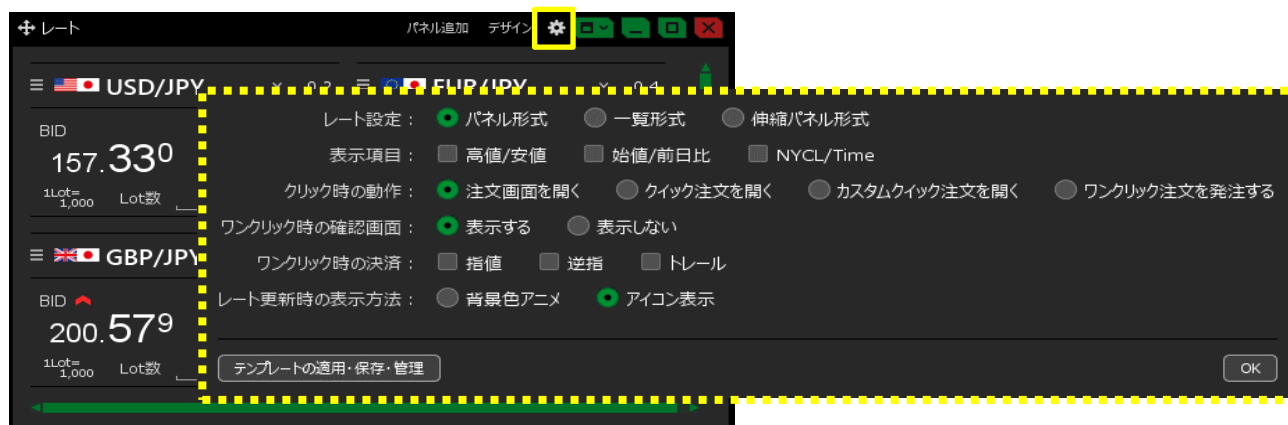 レート パネル追加 デザイン
USD/JPY 0.2 EUR/JPY 0.4
BID
157.330
1Lot=
1,000 Lot数
GBP/JPY
BID
200.579
1Lot=
1,000 Lot数
レート設定： パネル形式 一覧形式 伸縮パネル形式
表示項目： 高値/安値 始値/前日比 NYCL/Time
クリック時の動作： 注文画面を開く クイック注文を開く カスタムクイック注文を開く ワンクリック注文を発注する
ワンクリック時の確認画面： 表示する 表示しない
ワンクリック時の決済： 指値 逆指 トレール
レート更新時の表示方法： 背景色アニメ アイコン表示
テンプレートの適用・保存・管理 OK